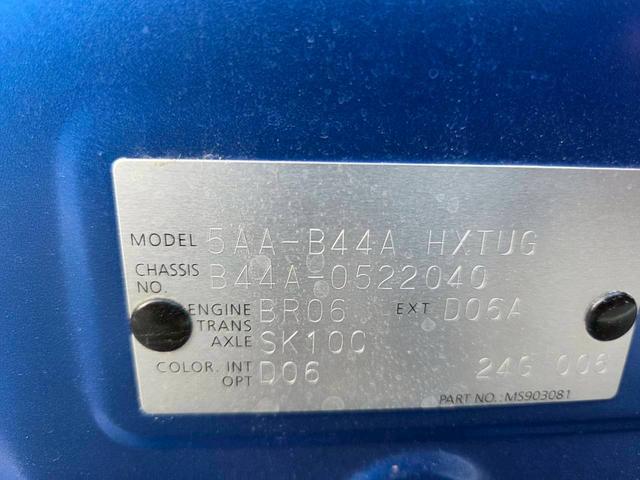 MODEL 5AA-B44A HXTUG
CHASSIS NO. B44A-0522040
ENGINE BR06 EXT D06A
TRANS AXLE SK100
COLOR. INT OPT D06 24G 006
PART NO.: MS903081